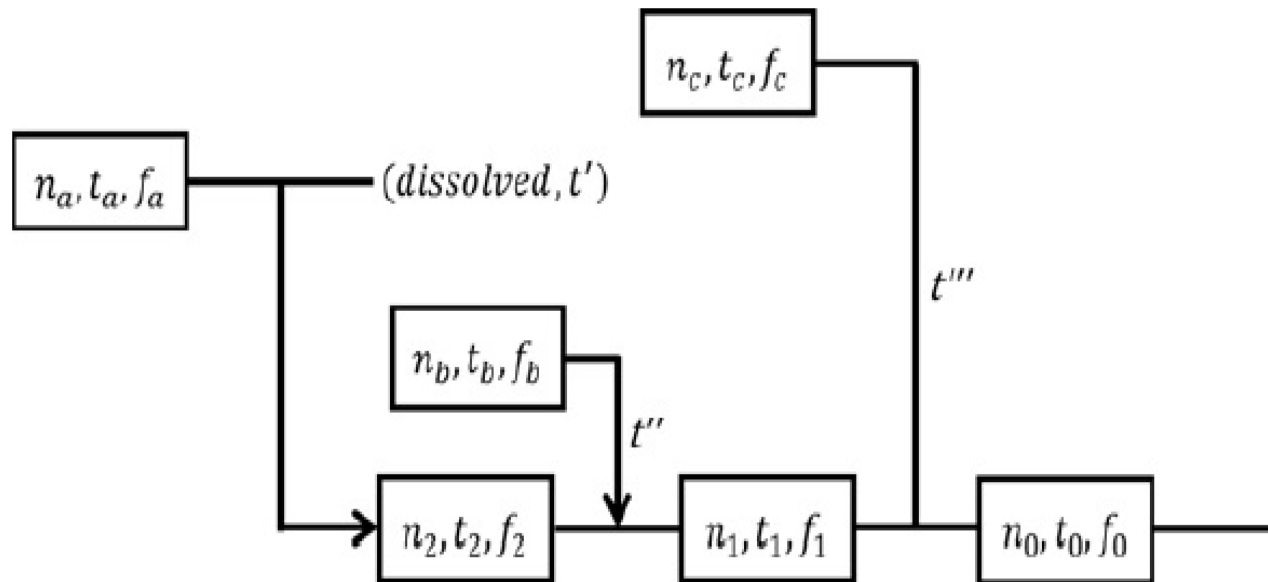 n_c, t_c, f_c
n_a, t_a, f_a
(dissolved, t′)
t‴
n_b, t_b, f_b
t″
n_2, t_2, f_2
n_1, t_1, f_1
n_0, t_0, f_0